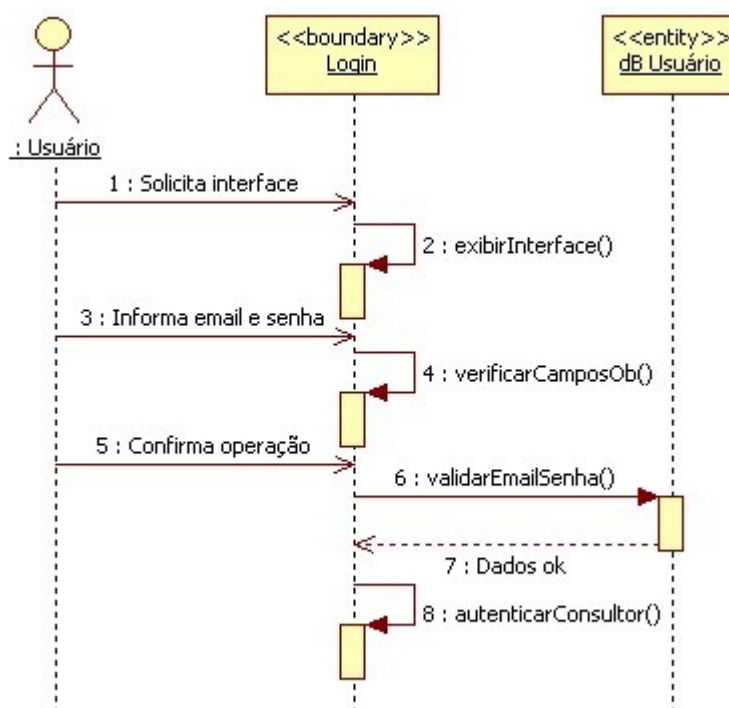 <<boundary>>
Login
<<entity>>
dB Usuário
: Usuário
1 : Solicita interface
2 : exibirInterface()
3 : Informa email e senha
4 : verificarCamposOb()
5 : Confirma operação
6 : validarEmailSenha()
7 : Dados ok
8 : autenticarConsultor()